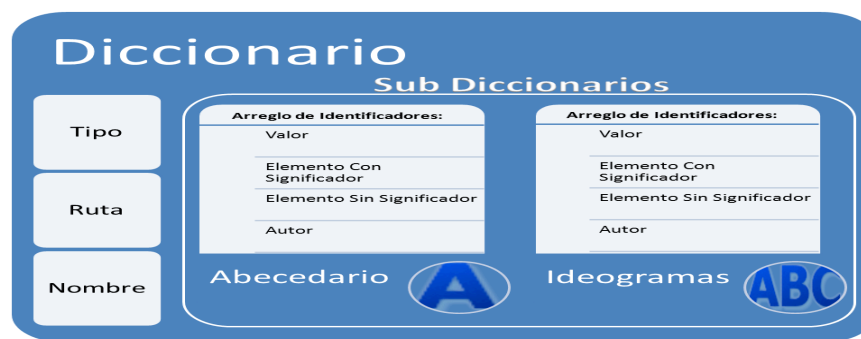 Diccionario
Sub Diccionarios
Tipo
Ruta
Nombre
Arreglo de Identificadores:
Valor
Elemento Con
Significador
Elemento Sin Significador
Autor
Abecedario
A
Arreglo de Identificadores:
Valor
Elemento Con
Significador
Elemento Sin Significador
Autor
Ideogramas
ABC